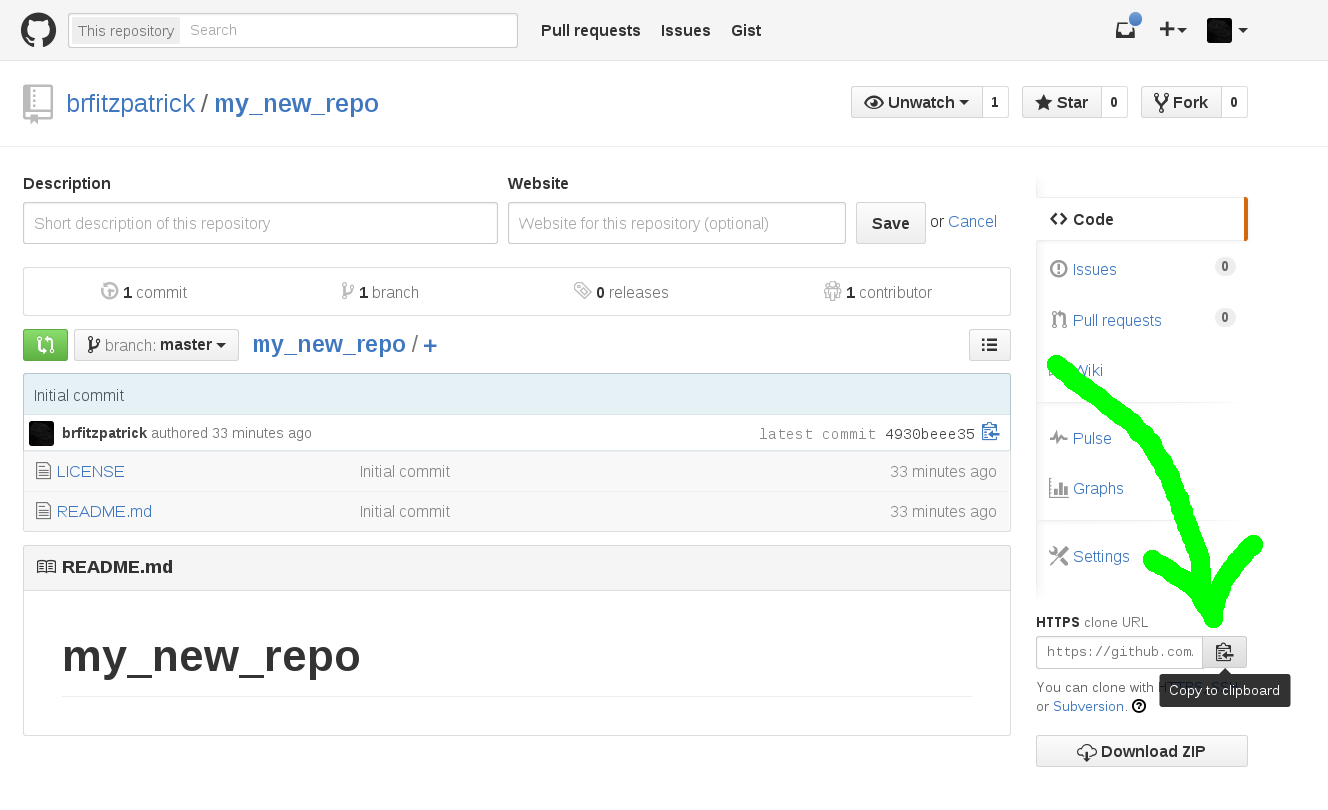 This repository Search Pull requests Issues Gist
brfitzpatrick / my_new_repo Unwatch 1 Star 0 Fork 0
Description Website
Short description of this repository Website for this repository (optional) Save or Cancel
1 commit 1 branch 0 releases 1 contributor
branch: master my_new_repo / +
Initial commit
brfitzpatrick authored 33 minutes ago latest commit 4930beee35
LICENSE Initial commit 33 minutes ago
README.md Initial commit 33 minutes ago
README.md
my_new_repo
Code
Issues 0
Pull requests 0
Wiki
Pulse
Graphs
Settings
HTTPS clone URL
https://github.com.
Copy to clipboard
You can clone with
or Subversion.
Download ZIP